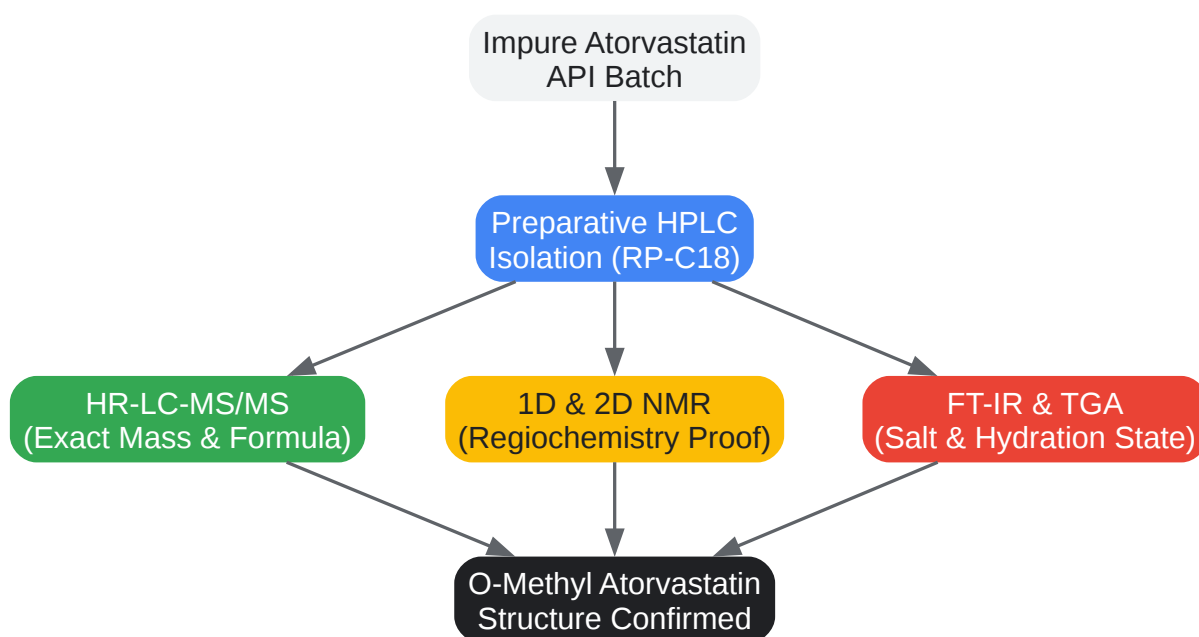 Impure Atorvastatin
API Batch
Preparative HPLC
Isolation (RP-C18)
HR-LC-MS/MS
(Exact Mass & Formula)
1D & 2D NMR
(Regiochemistry Proof)
FT-IR & TGA
(Salt & Hydration State)
O-Methyl Atorvastatin
Structure Confirmed